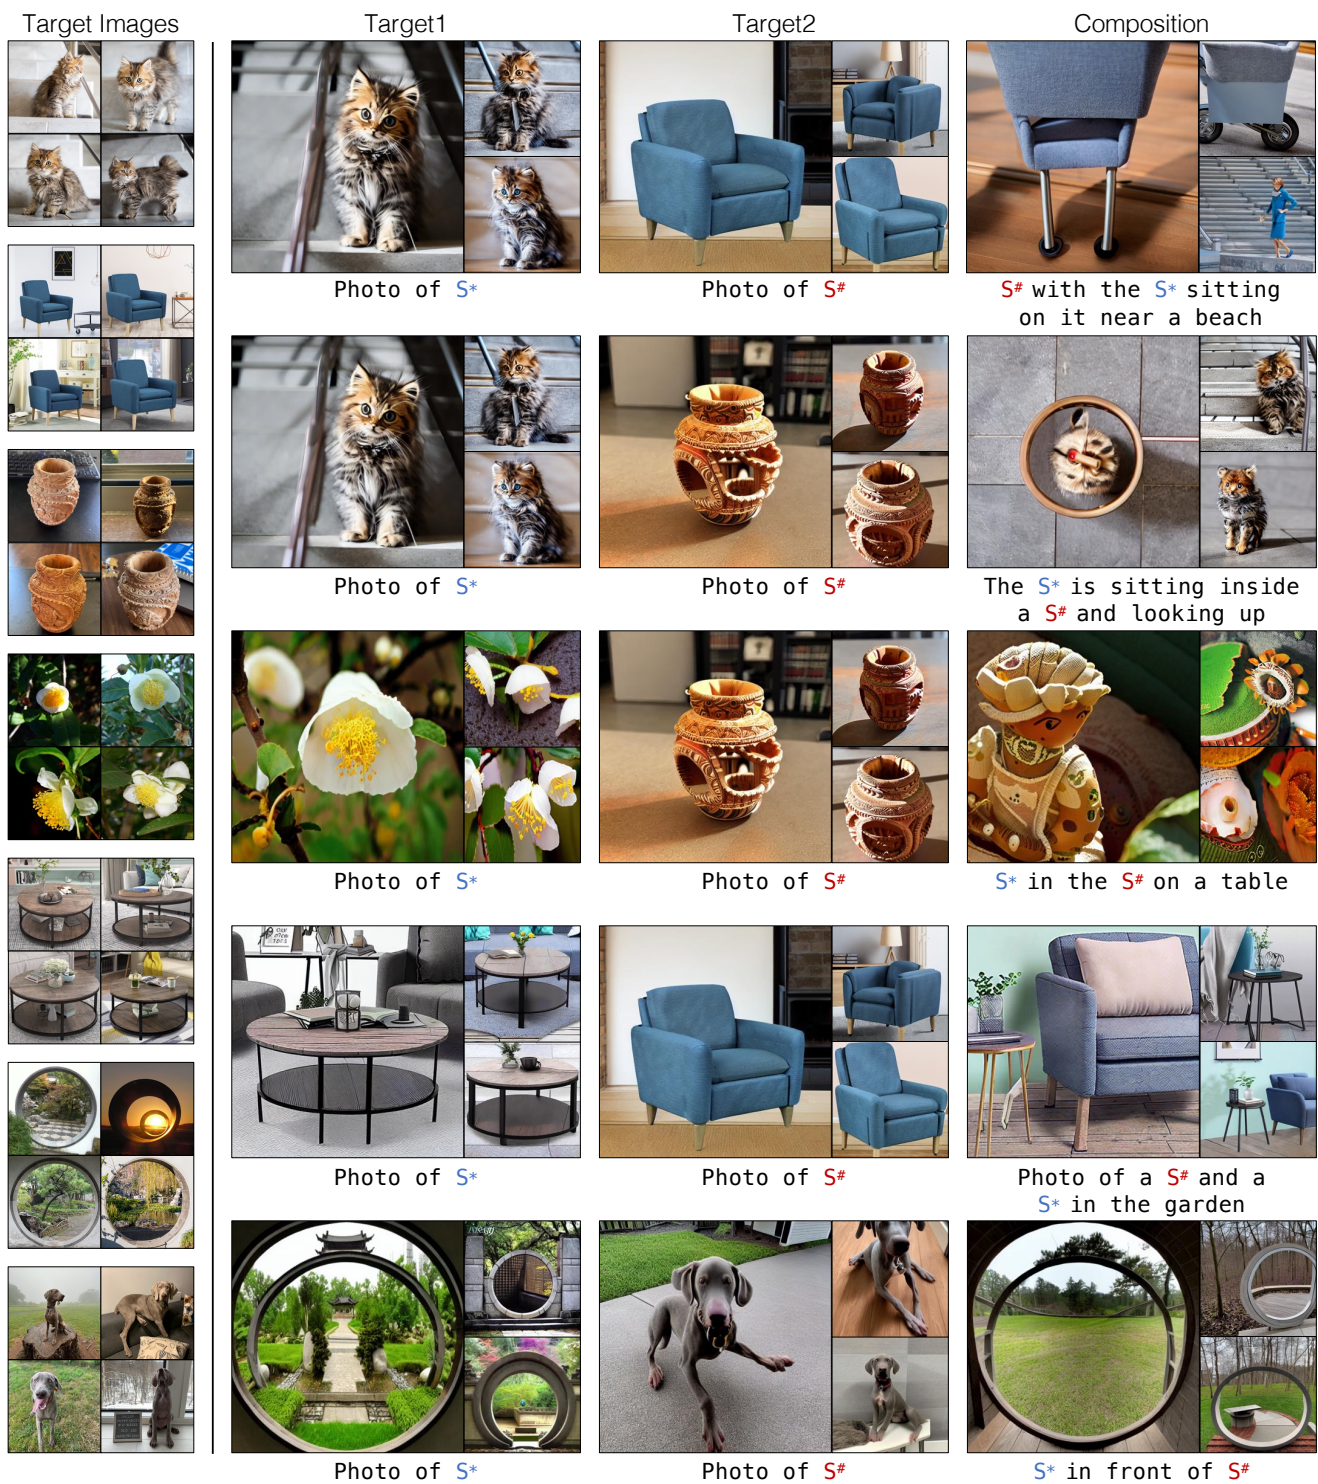 Target Images
Target1
Target2
Composition
Photo of S*
Photo of S#
S# with the S* sitting
on it near a beach
Photo of S*
Photo of S#
The S* is sitting inside
a S# and looking up
Photo of S*
Photo of S#
S* in the S# on a table
Photo of S*
Photo of S#
Photo of a S# and a
S* in the garden
Photo of S*
Photo of S#
S* in front of S#